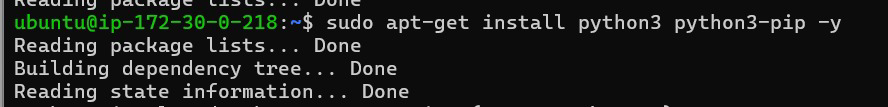 Reading package lists... Done
ubuntu@ip-172-30-0-218:~$ sudo apt-get install python3 python3-pip -y
Reading package lists... Done
Building dependency tree... Done
Reading state information... Done